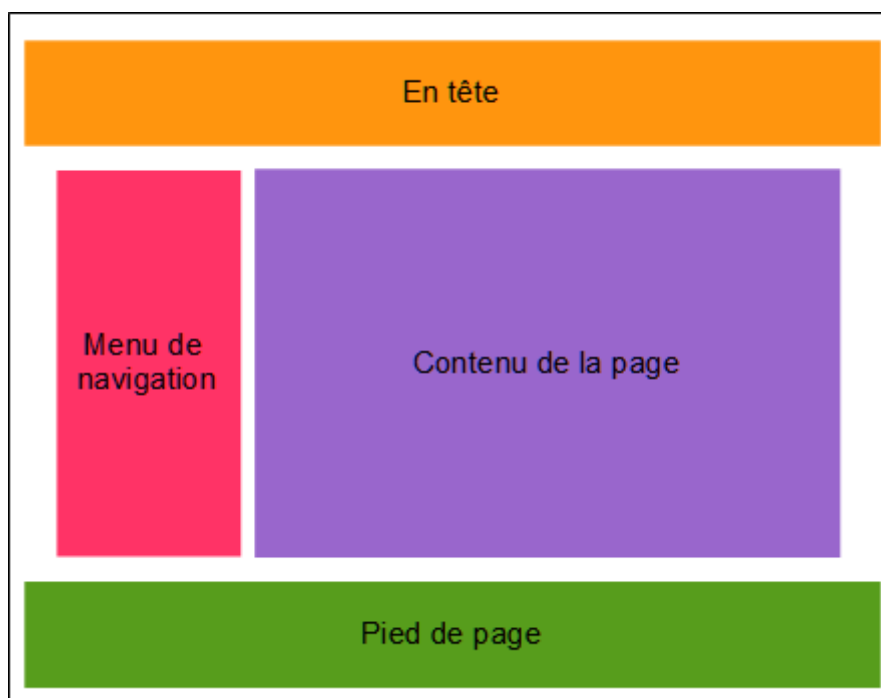 En tête
Menu de
navigation
Contenu de la page
Pied de page